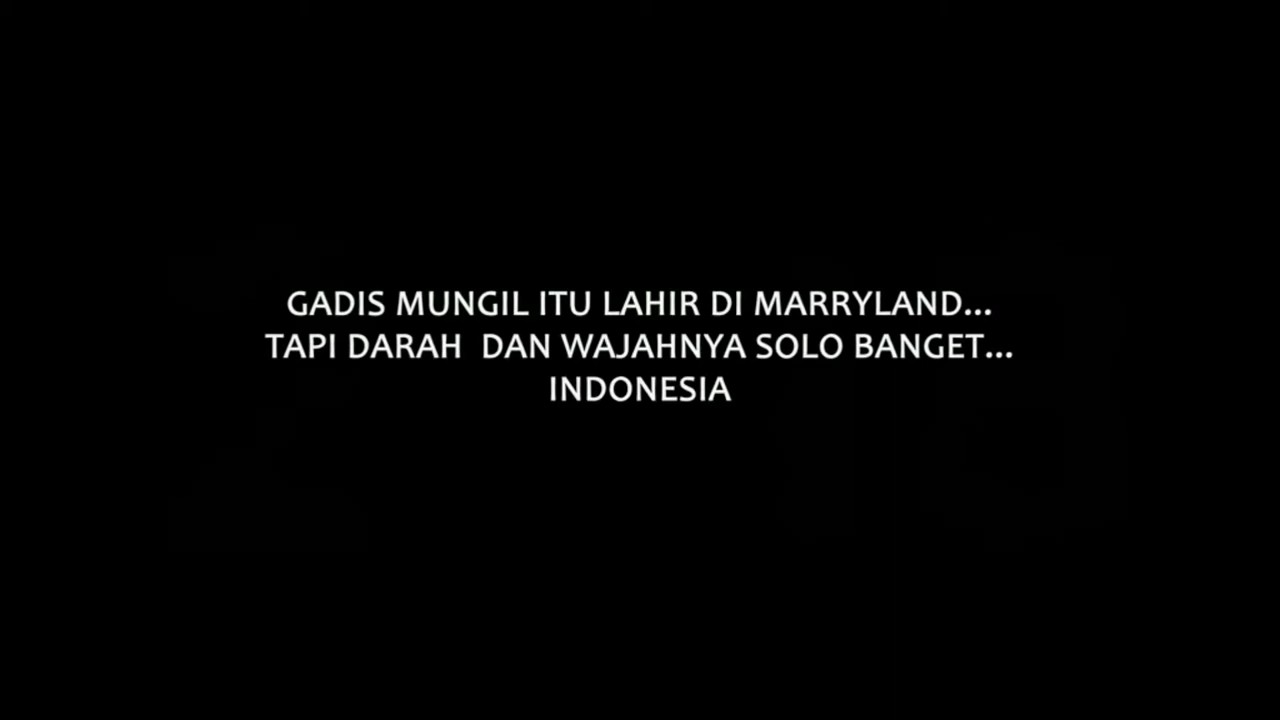 GADIS MUNGIL ITU LAHIR DI MARRYLAND...
TAPI DARAH  DAN WAJAHNYA SOLO BANGET...
INDONESIA